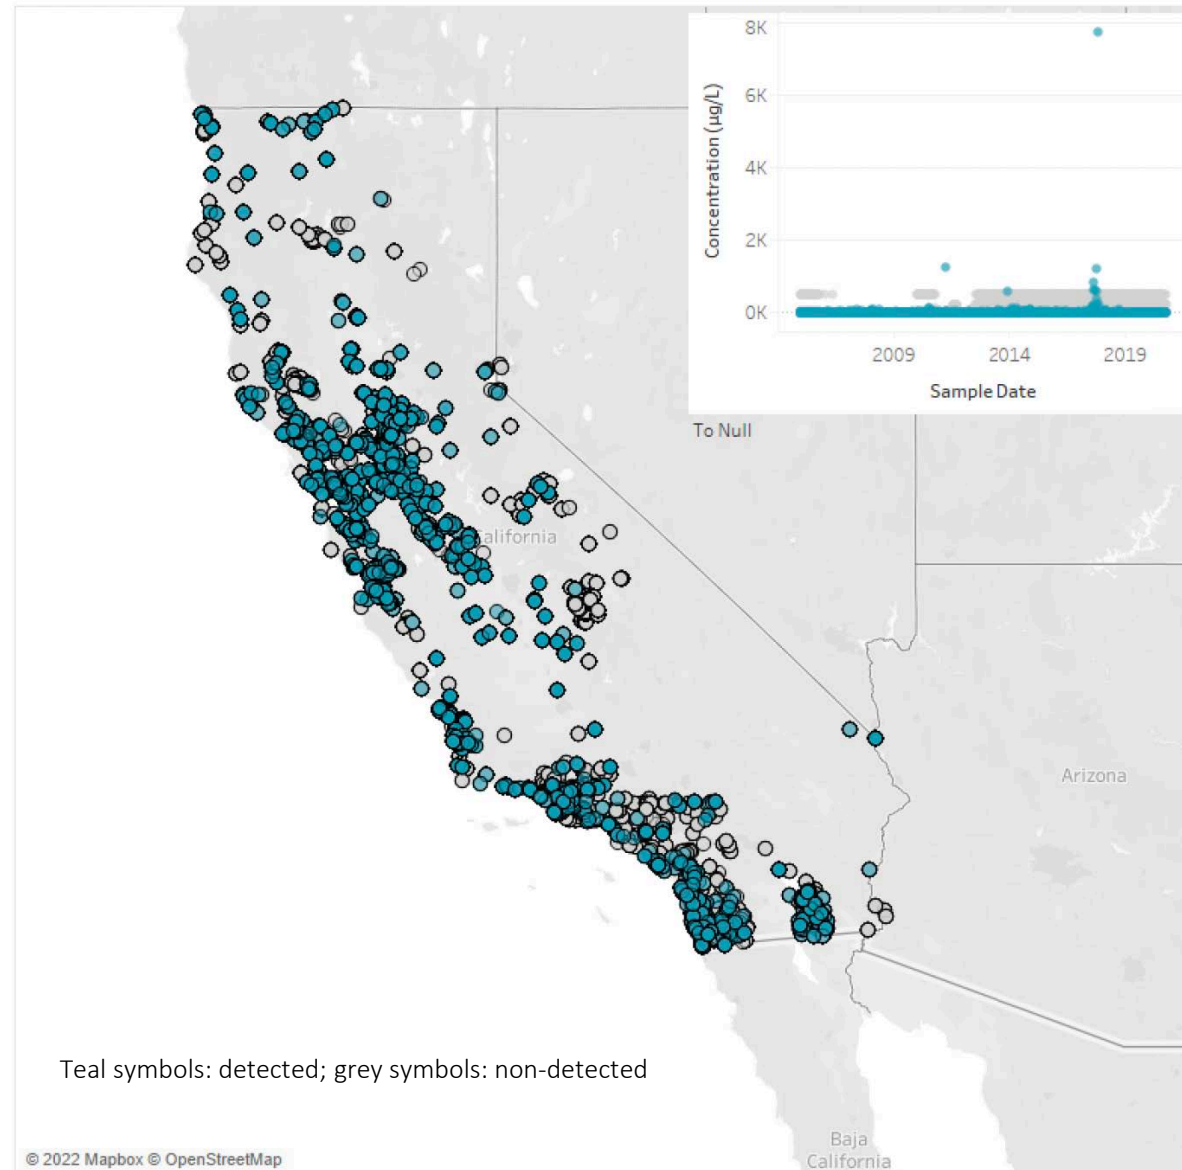 8K
6K
4K
2K
0K
Concentration (µg/L)
2009 2014 2019
Sample Date
To Null
California
Arizona
Teal symbols: detected; grey symbols: non-detected
Baja
California
© 2022 Mapbox © OpenStreetMap